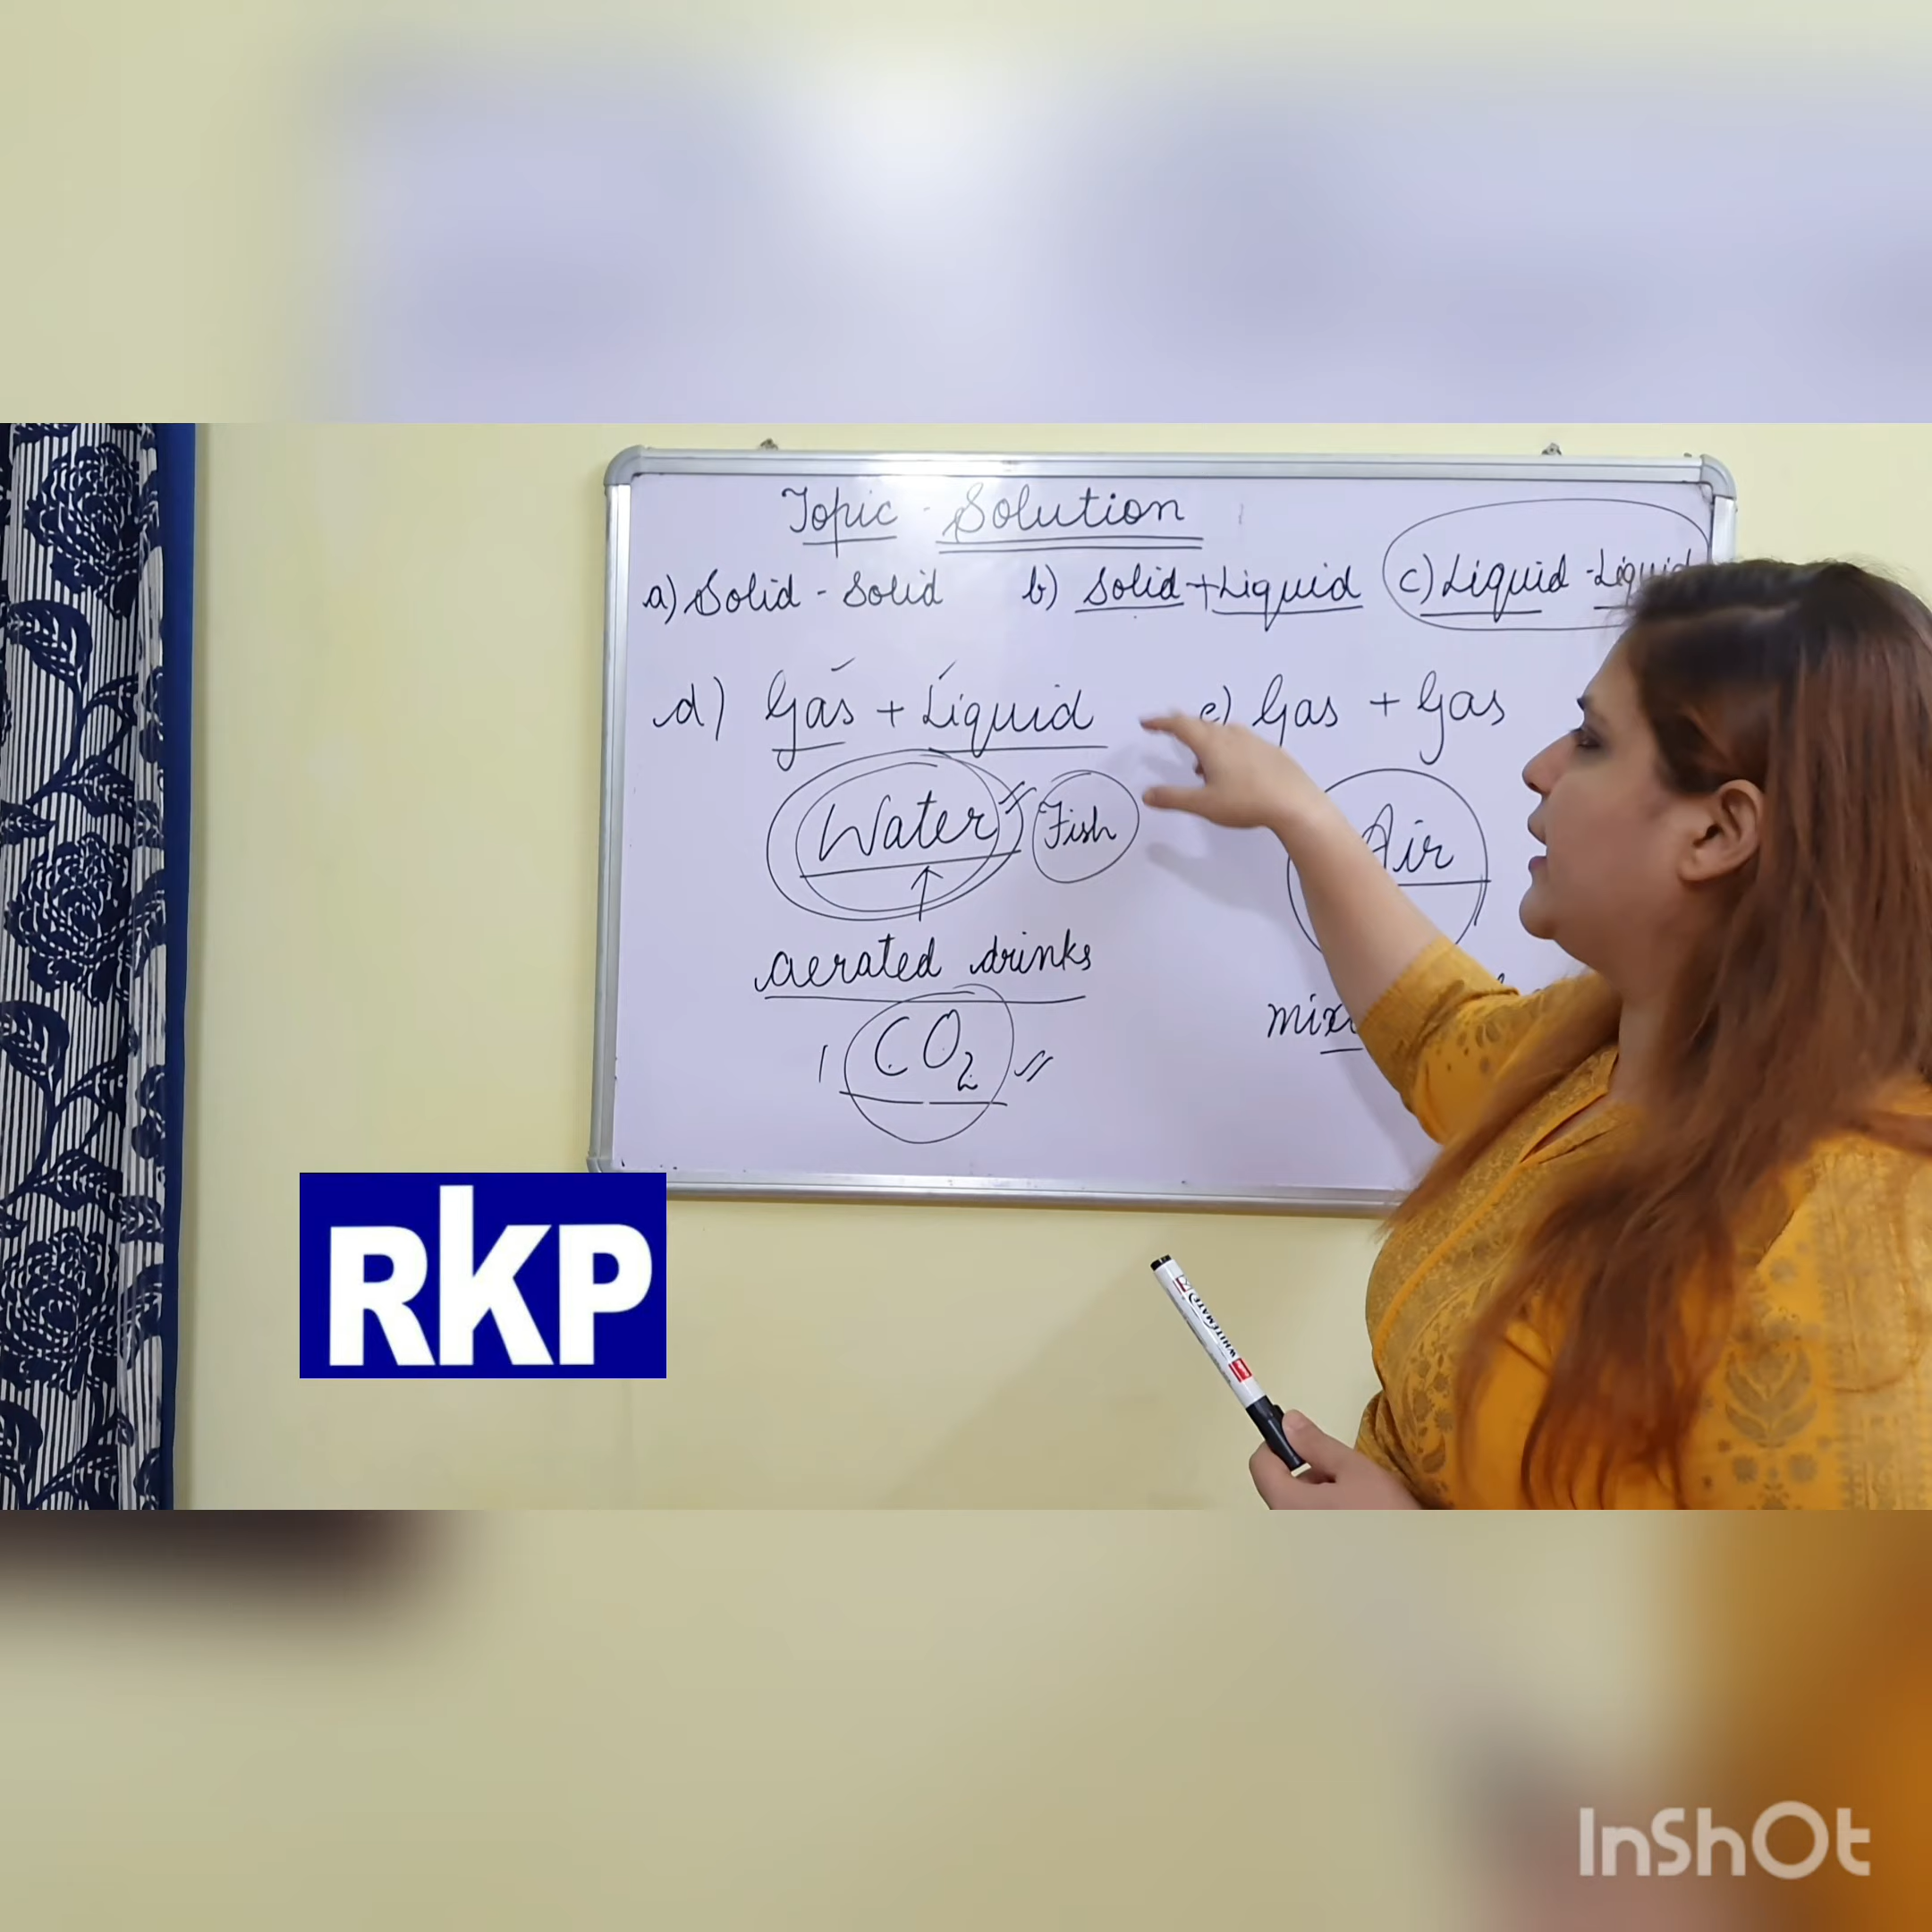 Topic - Solution
a) Solid - Solid b) Solid + Liquid c) Liquid - Liquid
d) Gas + Liquid e) Gas + Gas
Water Fish Air
aerated drinks
CO2
RKP
WHITEMATE
InShOt